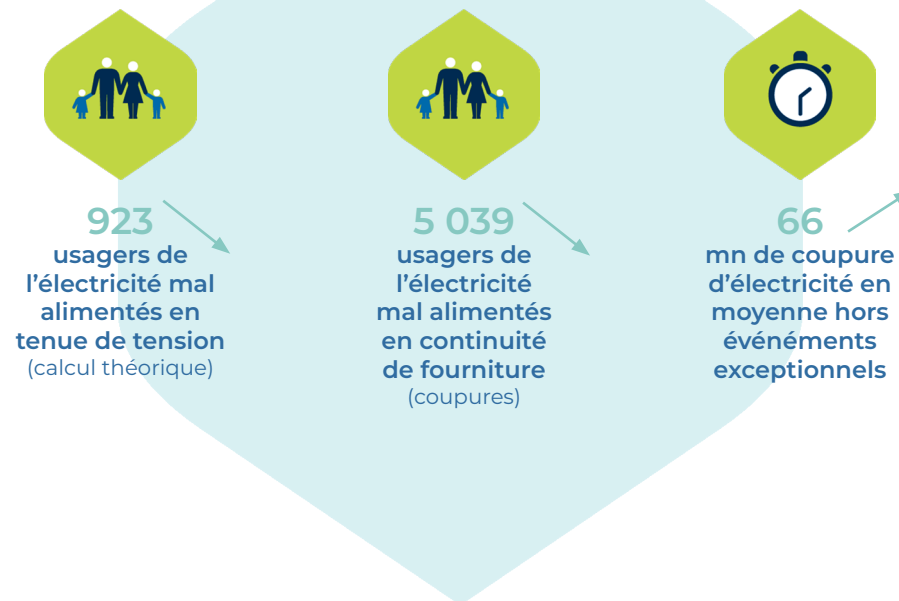 923
usagers de
l’électricité mal
alimentés en
tenue de tension
(calcul théorique)
5 039
usagers de
l’électricité
mal alimentés
en continuité
de fourniture
(coupures)
66
mn de coupure
d’électricité en
moyenne hors
événéments
exceptionnels